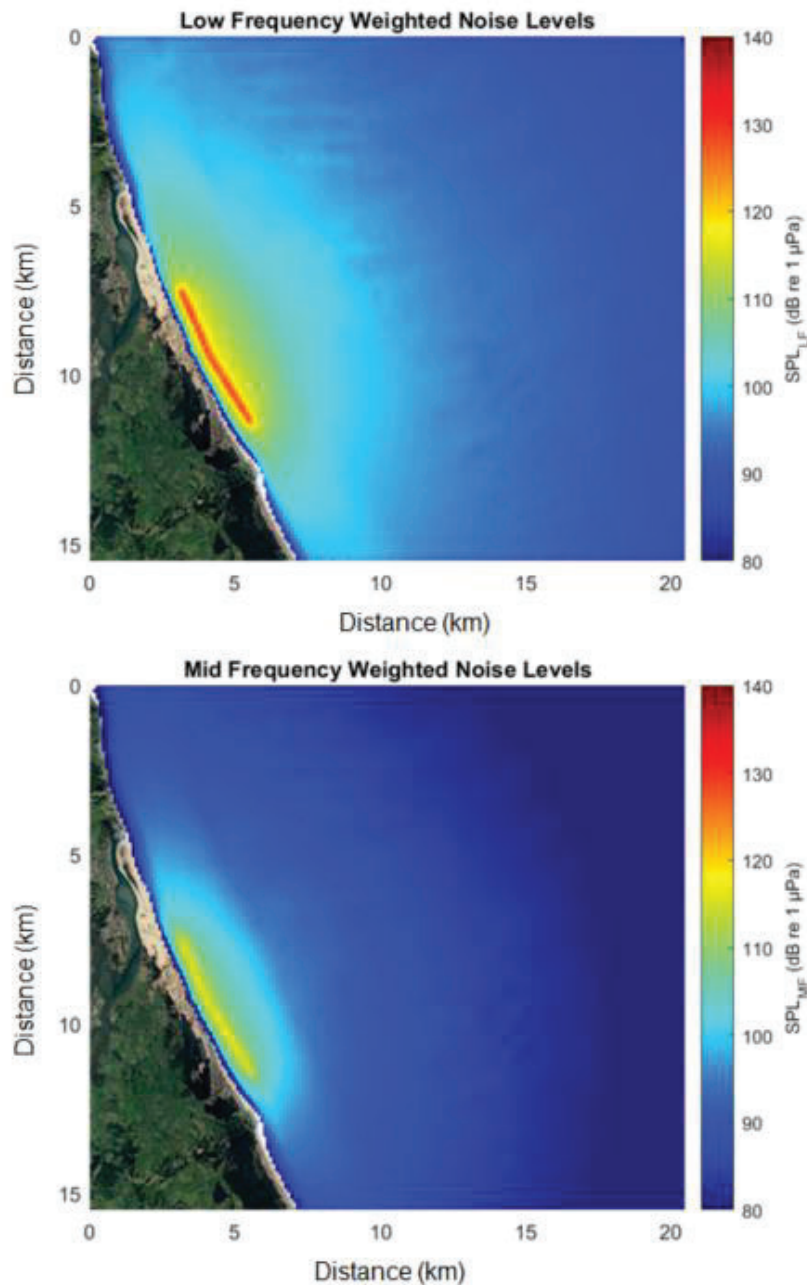 Low Frequency Weighted Noise Levels
0
5
10
15
Distance (km)
0 5 10 15 20
Distance (km)
140
130
120
110
100
90
80
SPL_LF (dB re 1 µPa)
Mid Frequency Weighted Noise Levels
0
5
10
15
Distance (km)
0 5 10 15 20
Distance (km)
140
130
120
110
100
90
80
SPL_MF (dB re 1 µPa)